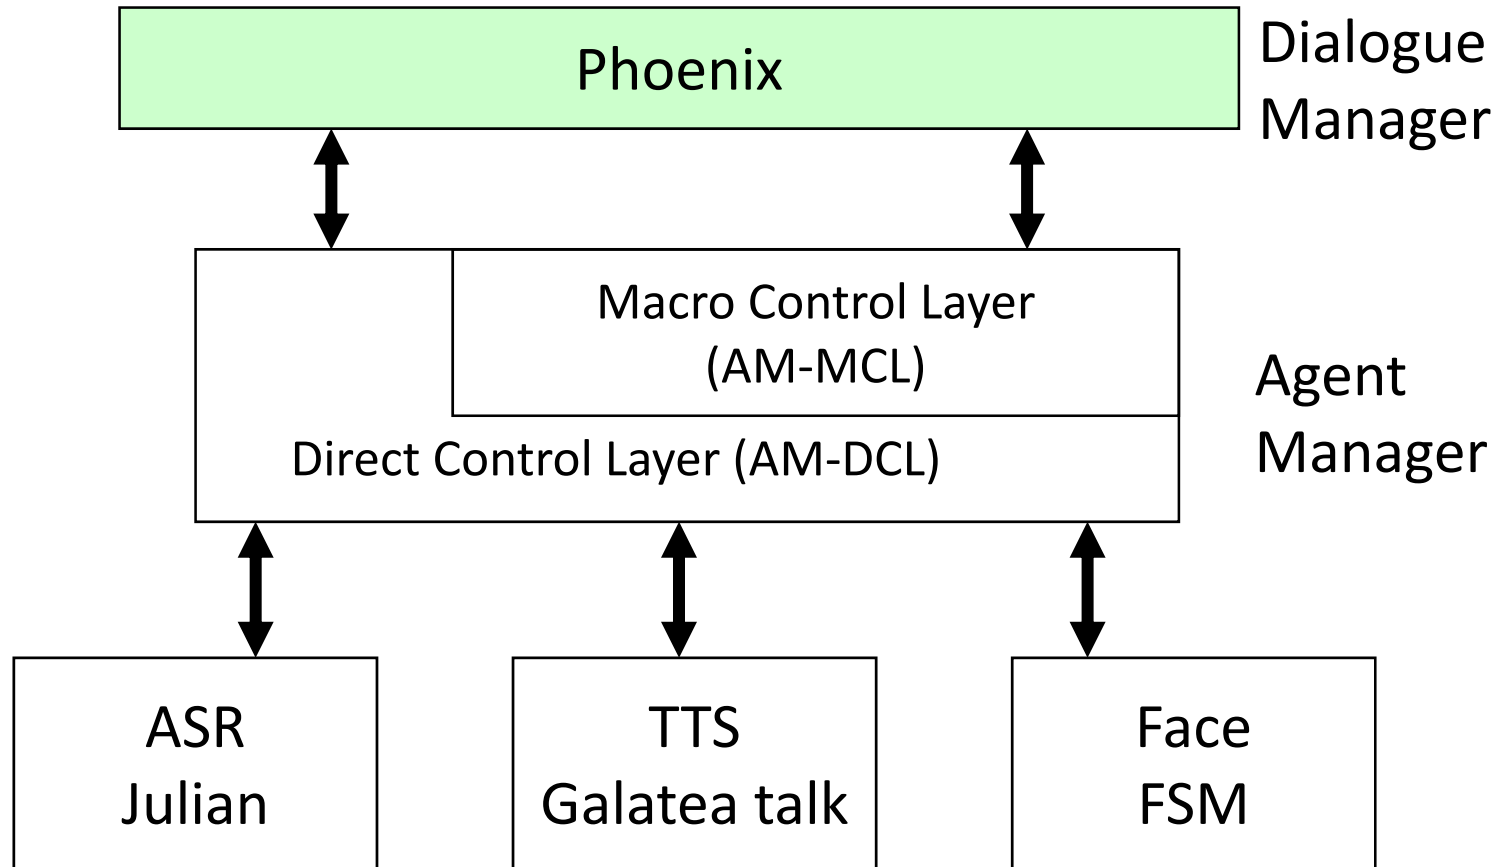 Phoenix
Dialogue
Manager
Macro Control Layer
(AM-MCL)
Agent
Manager
Direct Control Layer (AM-DCL)
ASR
Julian
TTS
Galatea talk
Face
FSM